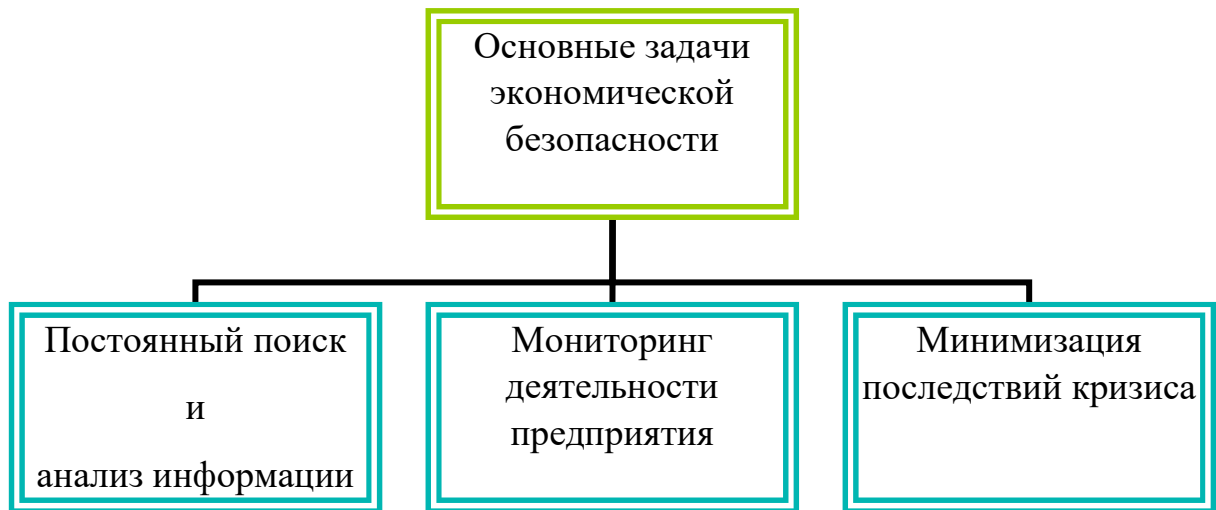 Основные задачи
экономической
безопасности
Постоянный поиск
и
анализ информации
Мониторинг
деятельности
предприятия
Минимизация
последствий кризиса